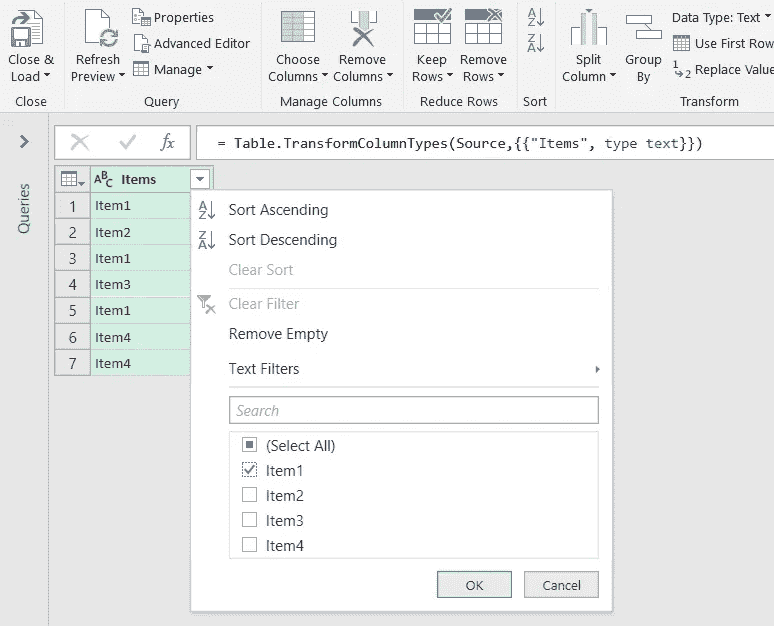 Properties
Advanced Editor
Manage
Close &
Load
Refresh
Preview
Choose
Columns
Remove
Columns
Keep
Rows
Remove
Rows
A
Z
Z
A
Split
Column
Group
By
Data Type: Text
Use First Row
1
2
Replace Value
Close
Query
Manage Columns
Reduce Rows
Sort
Transform
fx
= Table.TransformColumnTypes(Source,{{"Items", type text}})
Queries
ABC Items
1 Item1
2 Item2
3 Item1
4 Item3
5 Item1
6 Item4
7 Item4
A
Z
Sort Ascending
Z
A
Sort Descending
Clear Sort
Clear Filter
Remove Empty
Text Filters
Search
(Select All)
Item1
Item2
Item3
Item4
OK Cancel